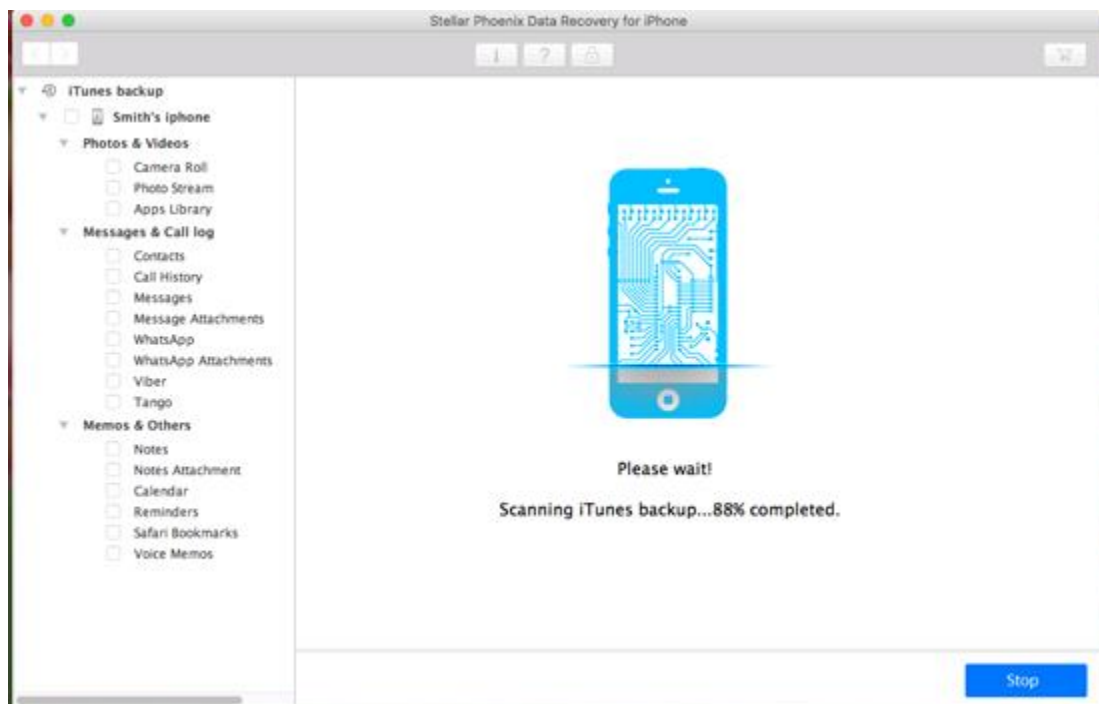 Stellar Phoenix Data Recovery for iPhone
i ?
iTunes backup
Smith's iphone
Photos & Videos
Camera Roll
Photo Stream
Apps Library
Messages & Call log
Contacts
Call History
Messages
Message Attachments
WhatsApp
WhatsApp Attachments
Viber
Tango
Memos & Others
Notes
Notes Attachment
Calendar
Reminders
Safari Bookmarks
Voice Memos
Please wait!
Scanning iTunes backup...88% completed.
Stop